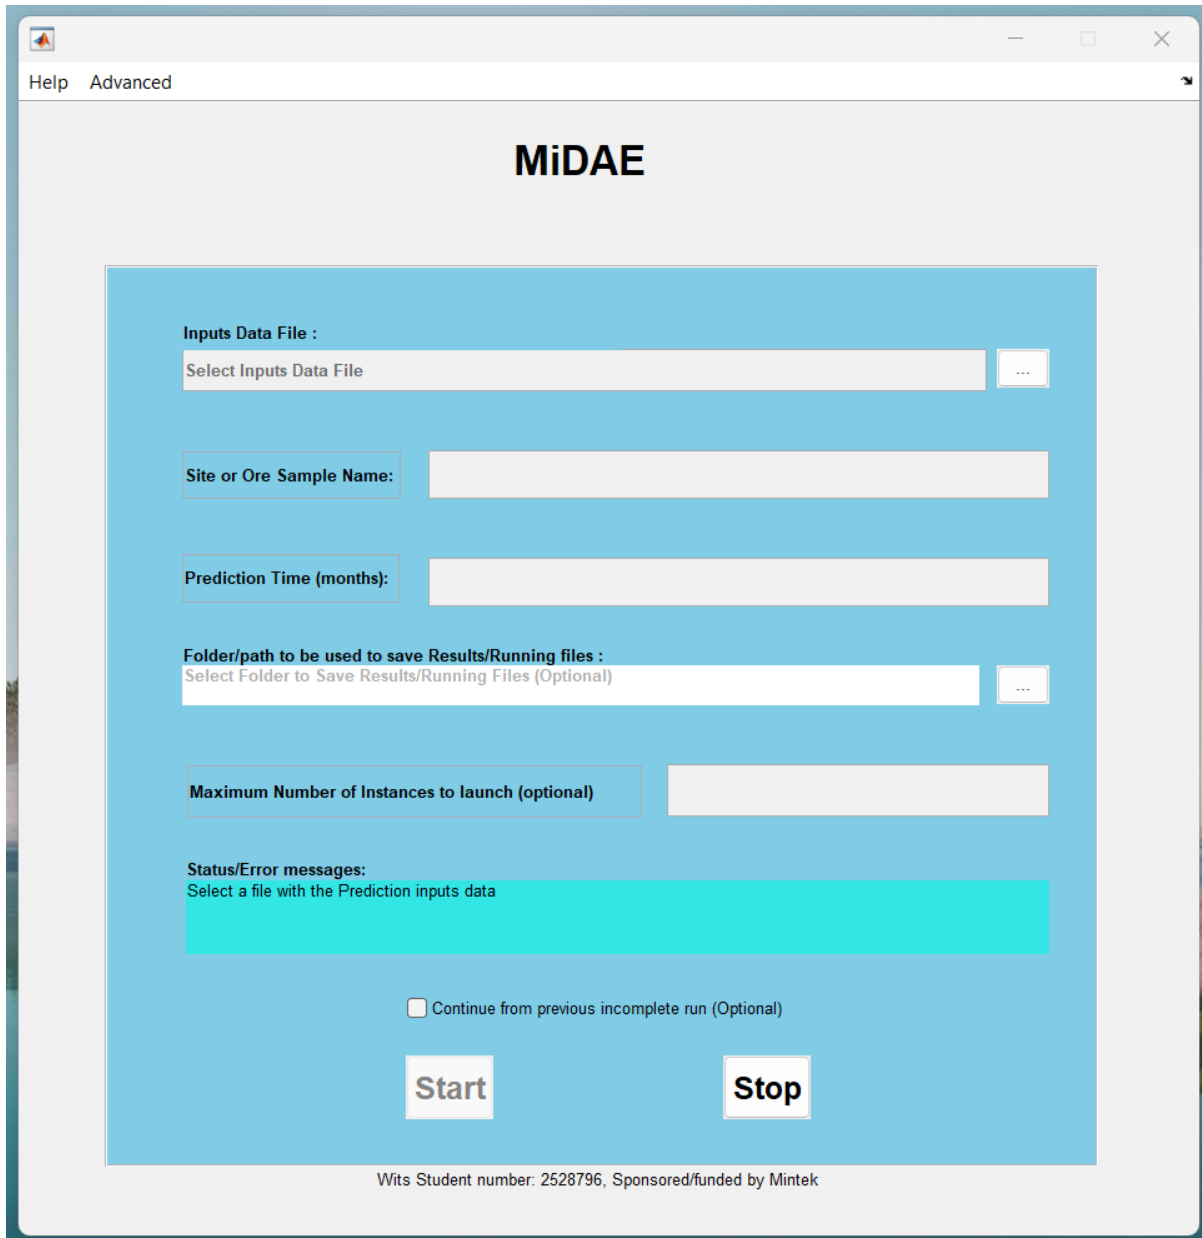 Help Advanced
MiDAE
Inputs Data File :
Select Inputs Data File
...
Site or Ore Sample Name:
Prediction Time (months):
Folder/path to be used to save Results/Running files :
Select Folder to Save Results/Running Files (Optional)
...
Maximum Number of Instances to launch (optional)
Status/Error messages:
Select a file with the Prediction inputs data
Continue from previous incomplete run (Optional)
Start Stop
Wits Student number: 2528796, Sponsored/funded by Mintek